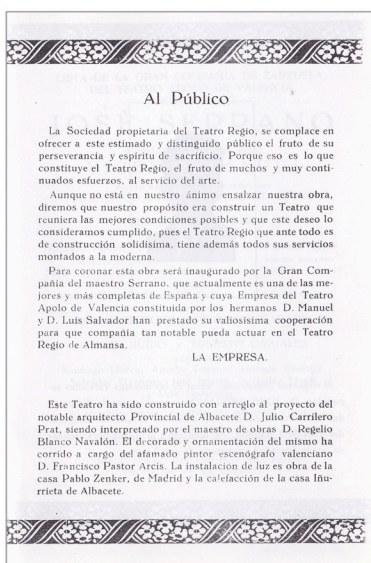 Al Público
La Sociedad propietaria del Teatro Regio, se complace en
ofrecer a este estimado y distinguido público el fruto de su
perseverancia y espiritu de sacrificio. Porque eso es lo que
constituye el Teatro Regio, el fruto de muchos y muy conti-
nuados esfuerzos, al servicio del arte.
Aunque no está en nuestro ánimo ensalzar nuestra obra,
diremos que nuestro propósito era construir un Teatro que
reuniera las mejores condiciones posibles y que este deseo lo
consideramos cumplido, pues el Teatro Regio que ante todo es
de construcción solidísima, tiene además todos sus servicios
montados a la moderna.
Para coronar esta obra será inaugurado por la Gran Com-
pañía del maestro Serrano, que actualmente es una de las me-
jores y más completas de España y cuya Empresa del Teatro
Apolo de Valencia constituida por los hermanos D. Manuel
y D. Luis Salvador han prestado su valiosísima cooperación
para que compañía tan notable pueda actuar en el Teatro
Regio de Almansa.
LA EMPRESA.
Este Teatro ha sido construido con arreglo al proyecto del
notable arquitecto Provincial de Albacete D. Julio Carrilero
Prat, siendo interpretado por el maestro de obras D. Regelio
Blanco Navalón. El decorado y ornamentación del mismo ha
corrido a cargo del afamado pintor escenógrafo valenciano
D. Francisco Pastor Arcis. La instalacion de luz es obra de la
casa Pablo Zenker, de Madrid y la calefacción de la casa Iñu-
rrieta de Albacete.